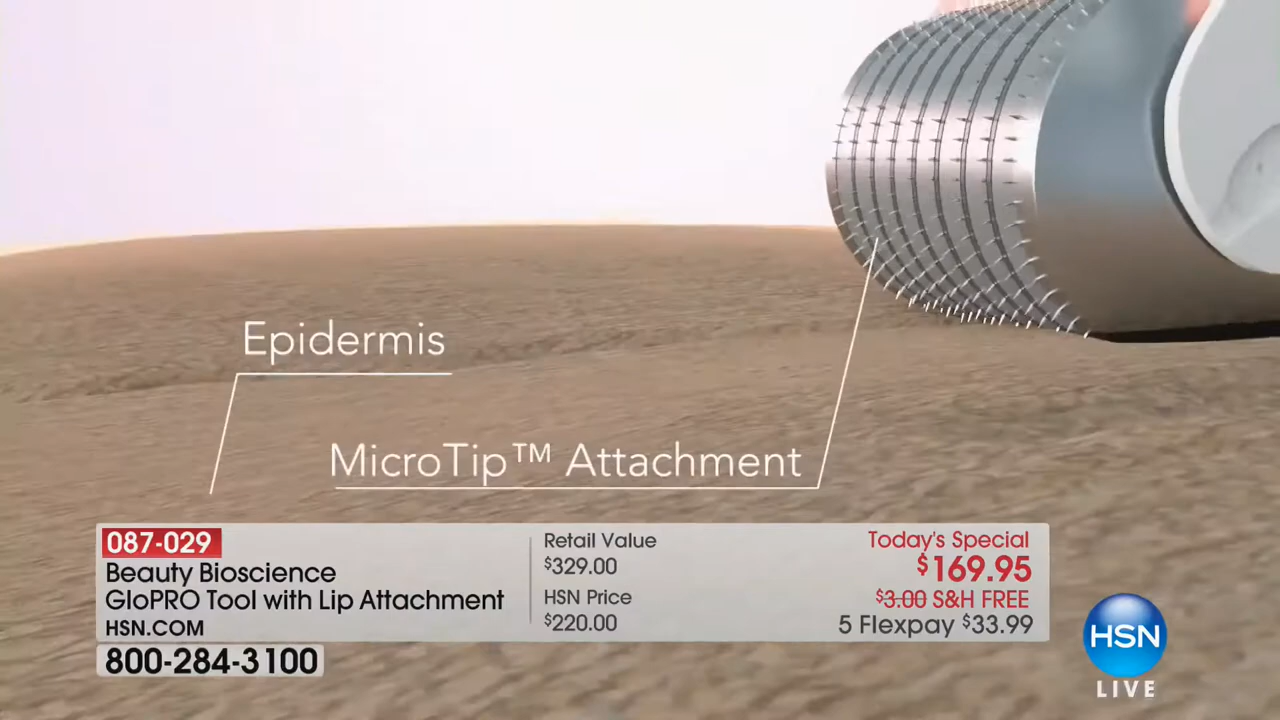 Epidermis
MicroTip™ Attachment
087-029
Beauty Bioscience
GloPRO Tool with Lip Attachment
HSN.COM
800-284-3100
Retail Value
$329.00
HSN Price
$220.00
Today's Special
$169.95
$3.00 S&H FREE
5 Flexpay $33.99
HSN
LIVE